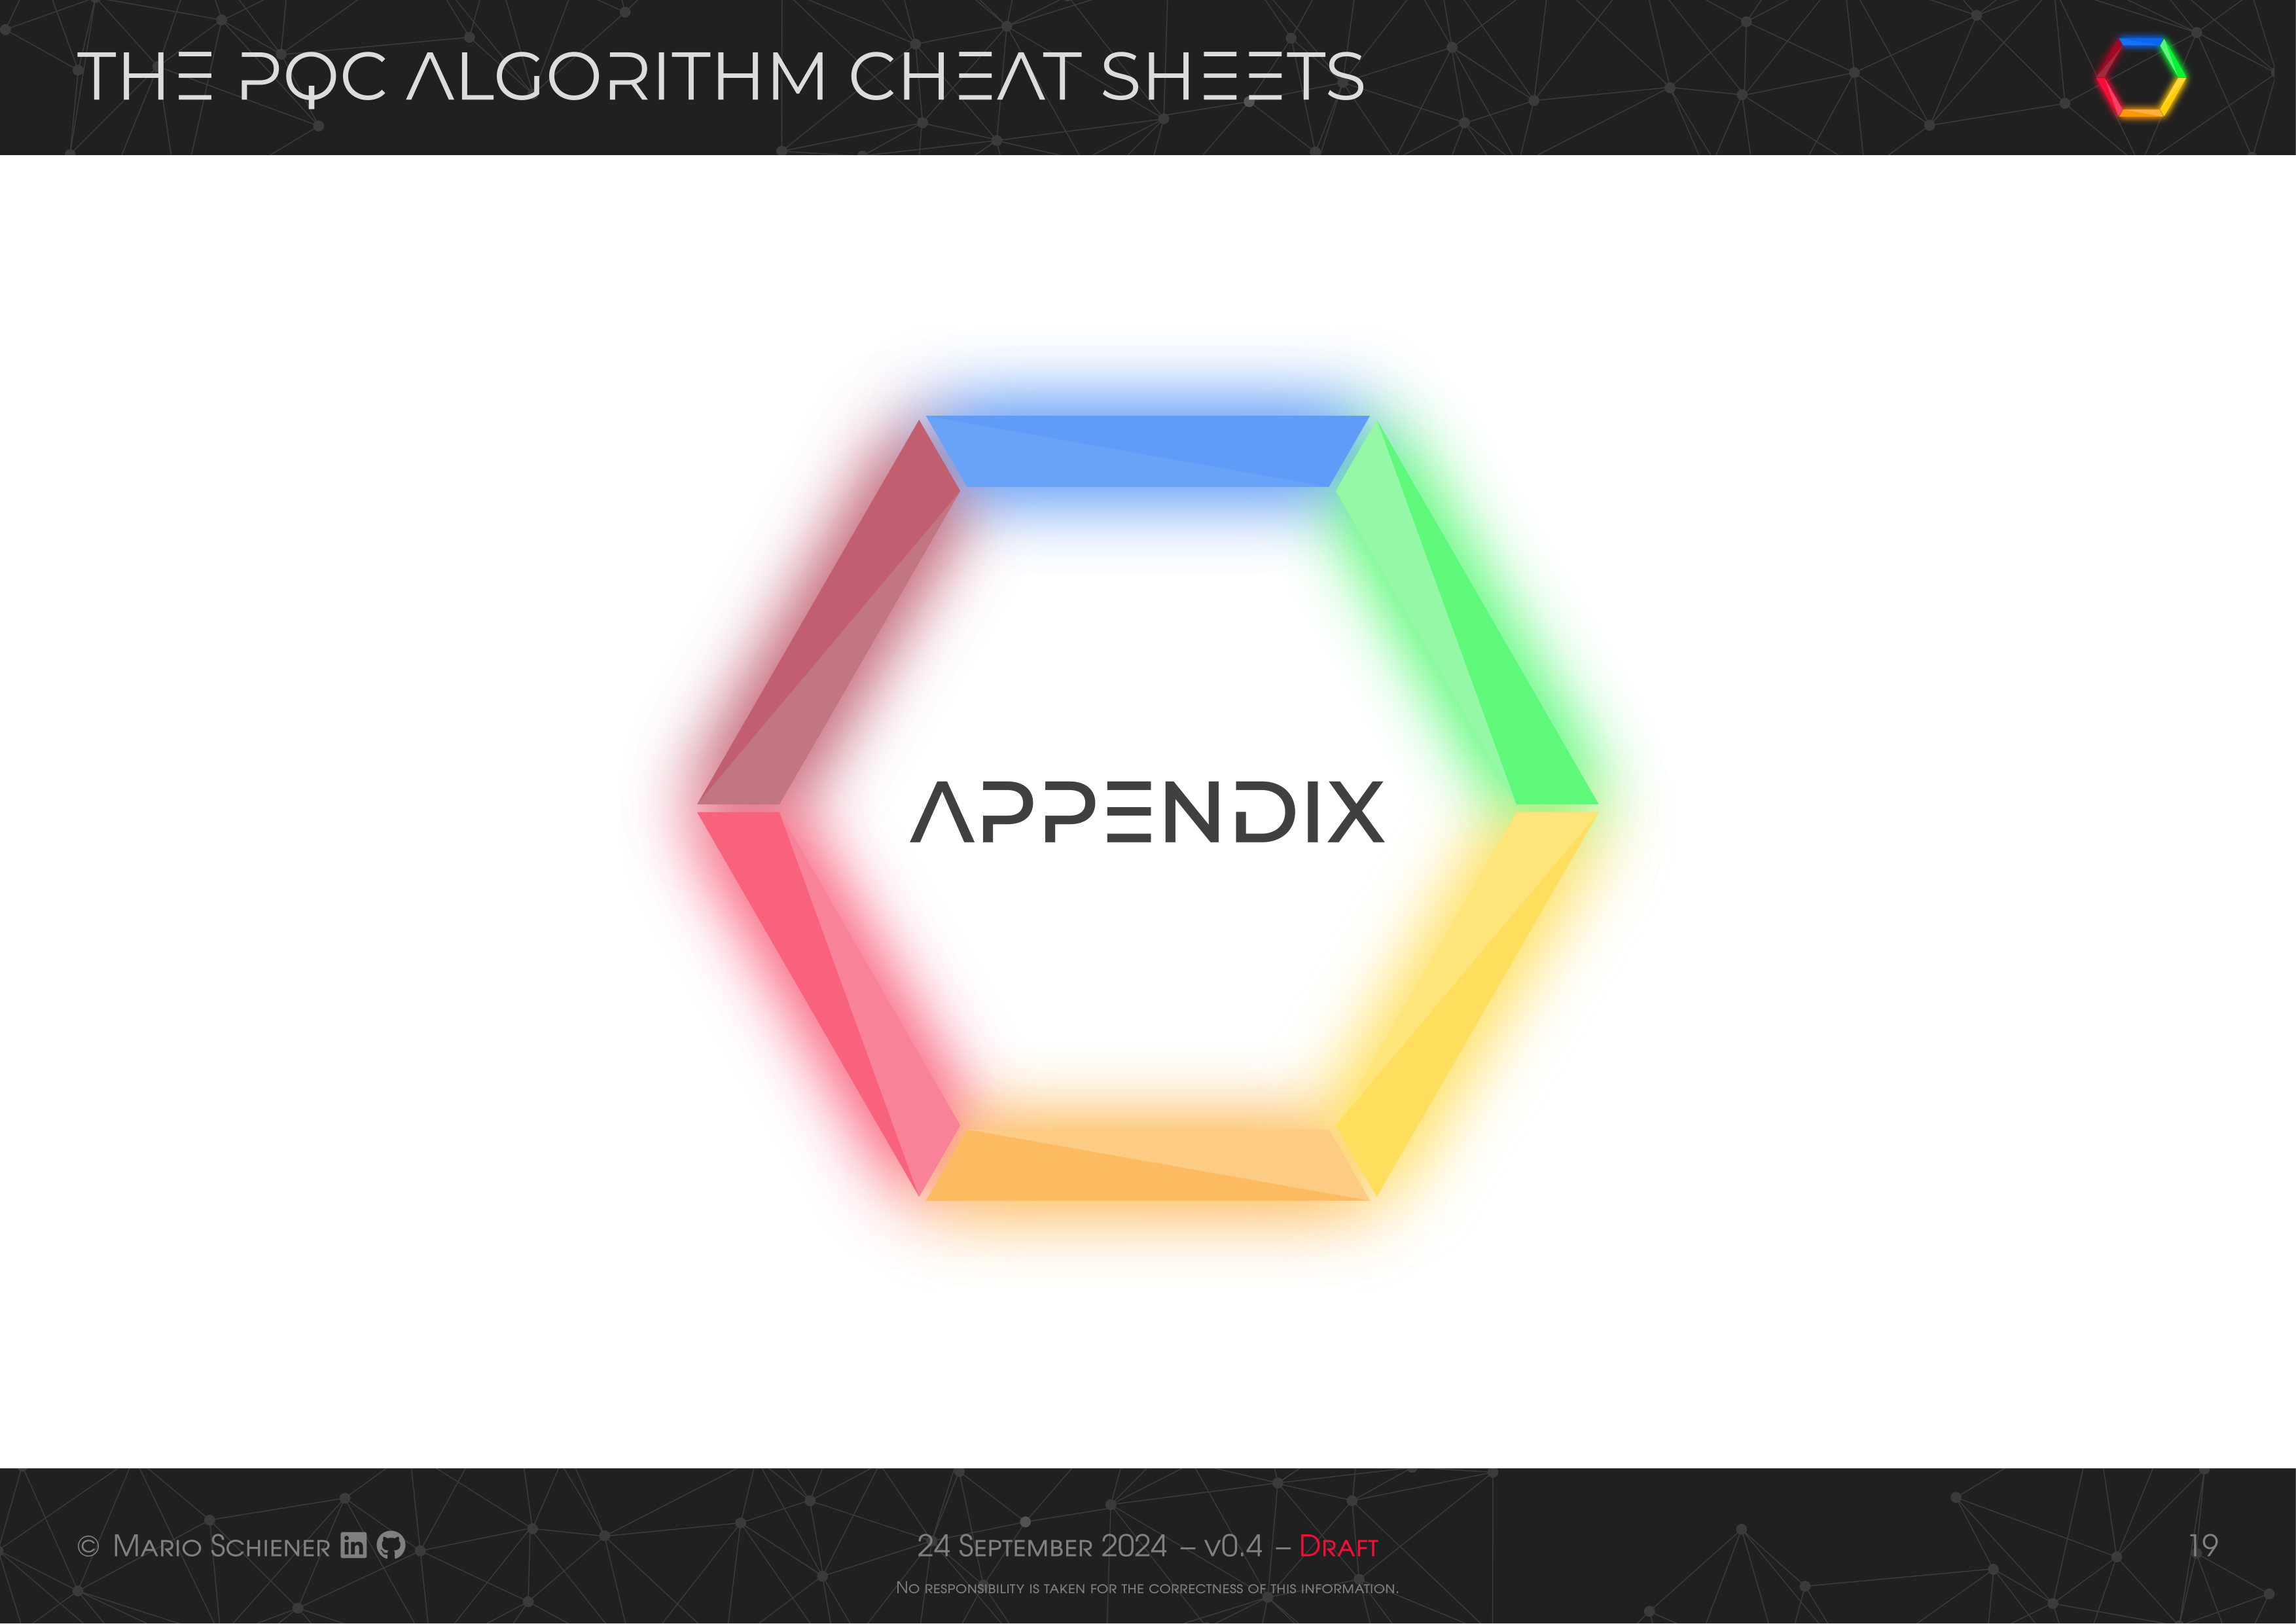 THE PQC ALGORITHM CHEAT SHEETS
APPENDIX
© Mario Schiener
24 September 2024 – v0.4 – Draft
19
No responsibility is taken for the correctness of this information.